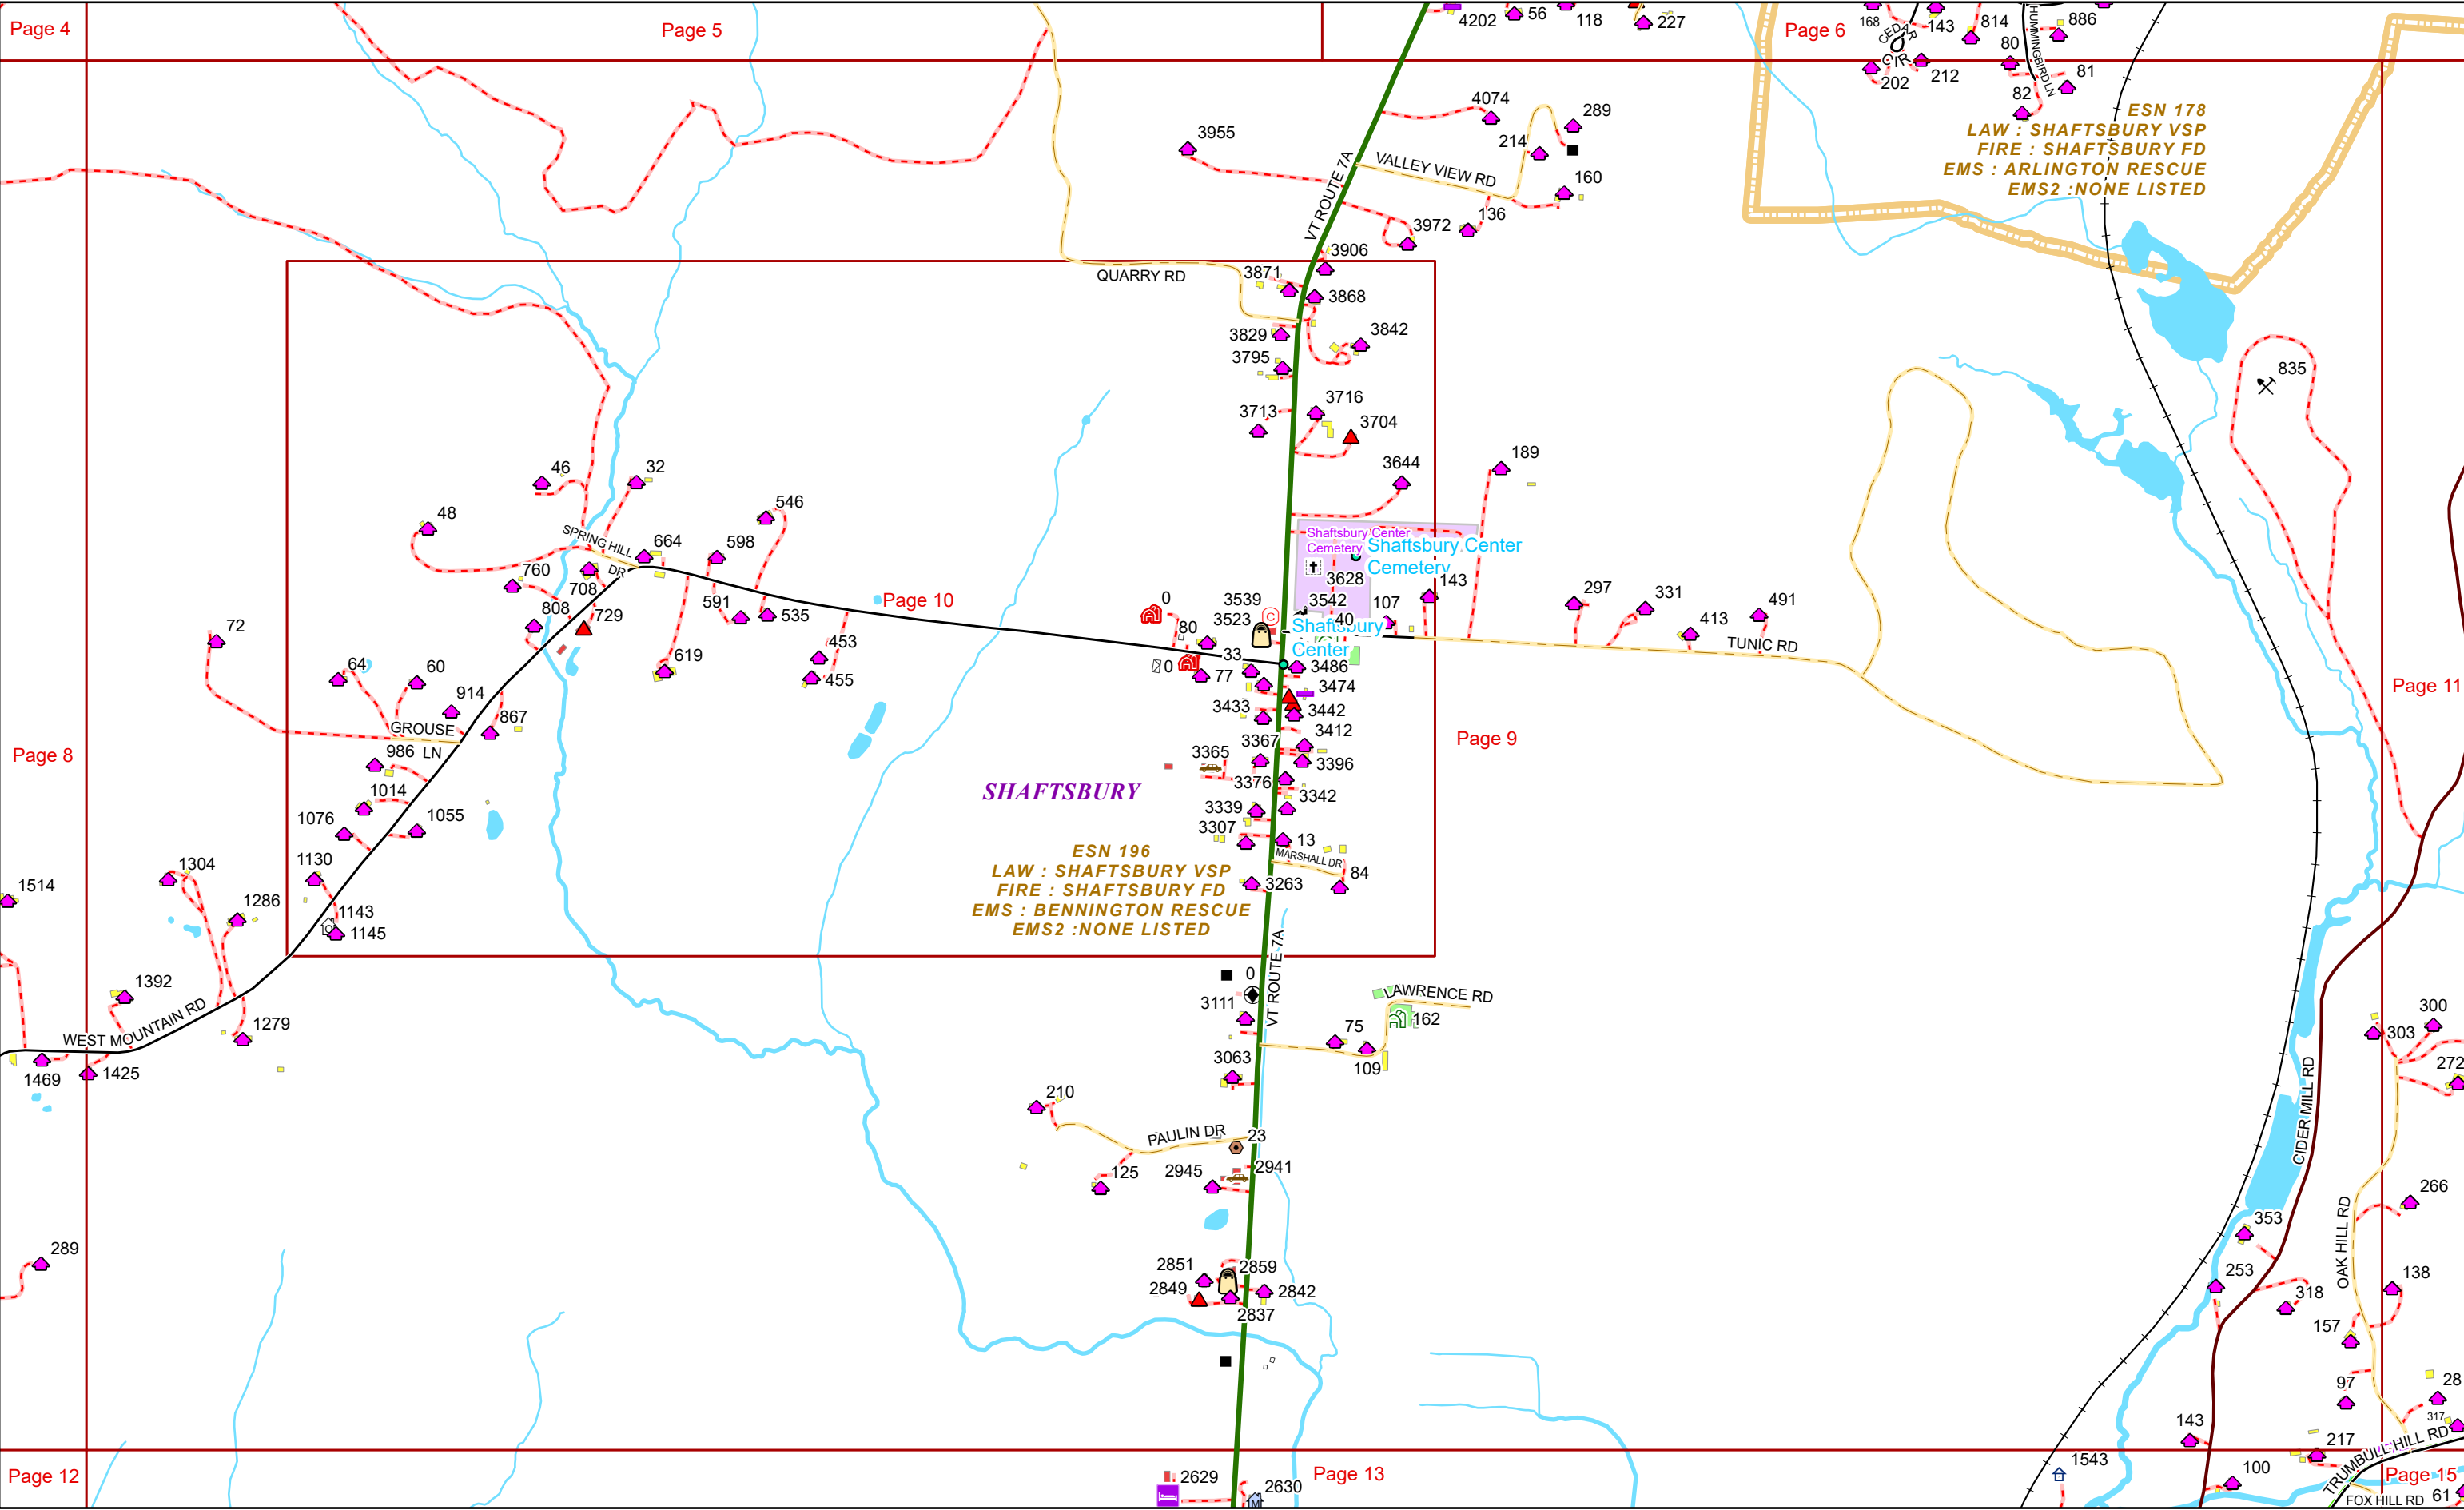 Page 4
Page 5
4202
56
118
227
Page 6
168
CEDAR
CIR
143
814
HUMMINGBIRD LN
80
886
202
212
81
82
ESN 178
LAW : SHAFTSBURY VSP
FIRE : SHAFTSBURY FD
EMS : ARLINGTON RESCUE
EMS2 :NONE LISTED
4074
289
214
3955
VALLEY VIEW RD
160
VT ROUTE 7A
136
3972
3906
QUARRY RD
3871
3868
3829
3842
3795
835
3713
3716
3704
3644
189
46
32
546
48
SPRING HILL
DR
664
598
Shaftsbury Center
Cemetery
Shaftsbury Center
Cemetery
760
708
3628
143
808
729
591
535
Page 10
0
3539
3542
107
297
331
413
491
72
80
3523
40
Shaftsbury
Center
TUNIC RD
453
33
64
60
619
0
77
3486
455
3474
Page 11
914
3433
3442
GROUSE
LN
867
3412
Page 9
Page 8
986
3367
3365
3396
3376
SHAFTSBURY
1014
3342
1076
1055
3339
3307
13
MARSHALL DR
ESN 196
LAW : SHAFTSBURY VSP
FIRE : SHAFTSBURY FD
EMS : BENNINGTON RESCUE
EMS2 :NONE LISTED
1304
1130
84
3263
1514
1286
1143
1145
VT ROUTE 7A
0
1392
3111
LAWRENCE RD
162
WEST MOUNTAIN RD
1279
75
300
303
1469
1425
3063
109
272
210
CIDER MILL RD
PAULIN DR
23
125
2945
2941
266
OAK HILL RD
353
289
2851
2859
253
138
2849
2842
318
2837
157
97
28
317
143
217
TRUMBULL HILL RD
Page 12
2629
Page 13
2630
1543
100
Page 15
FOX HILL RD
61